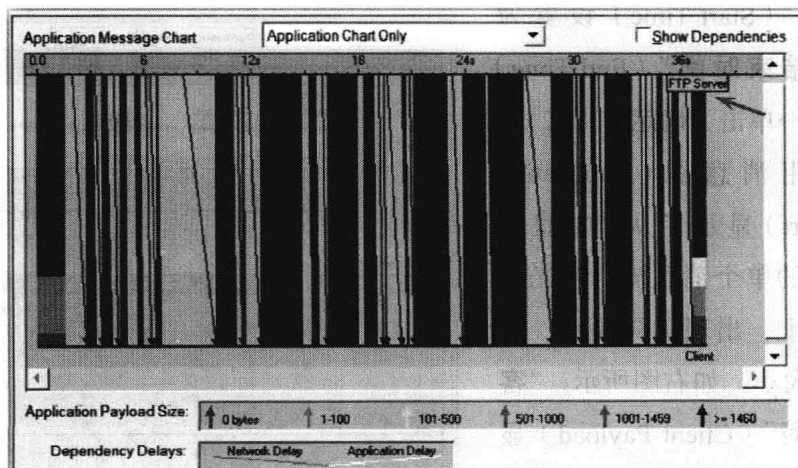 Application Message Chart
Application Chart Only
Show Dependencies
0.0 6 12s 18 24s 30 36s
FTP Server
Client
Application Payload Size: 0 bytes 1-100 101-500 501-1000 1001-1459 >= 1460
Dependency Delays: Network Delay Application Delay